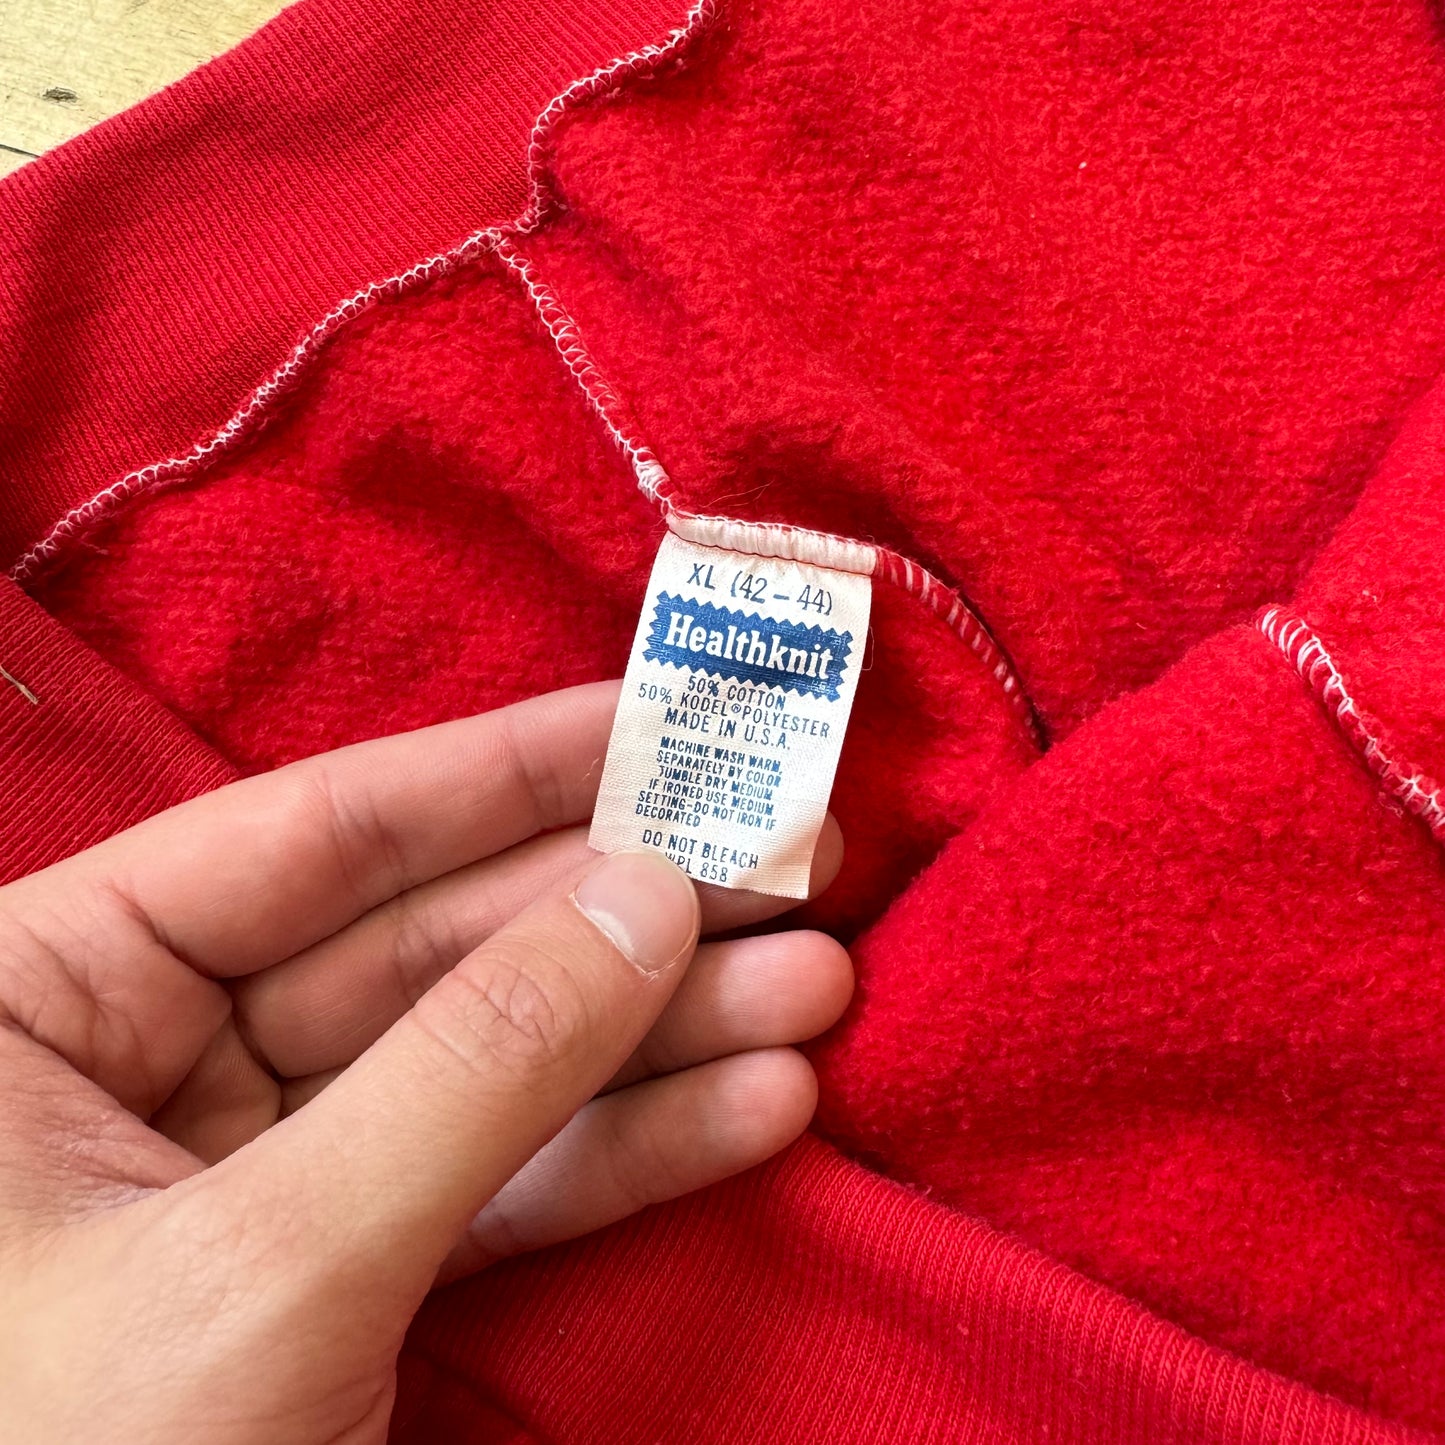 XL (42-44)
Healthknit
50% COTTON
50% KODEL® POLYESTER
MADE IN U.S.A.
MACHINE WASH WARM,
SEPARATELY BY COLOR
TUMBLE DRY MEDIUM
IF IRONED USE MEDIUM
SETTING-DO NOT IRON IF
DECORATED
DO NOT BLEACH
WPL 858